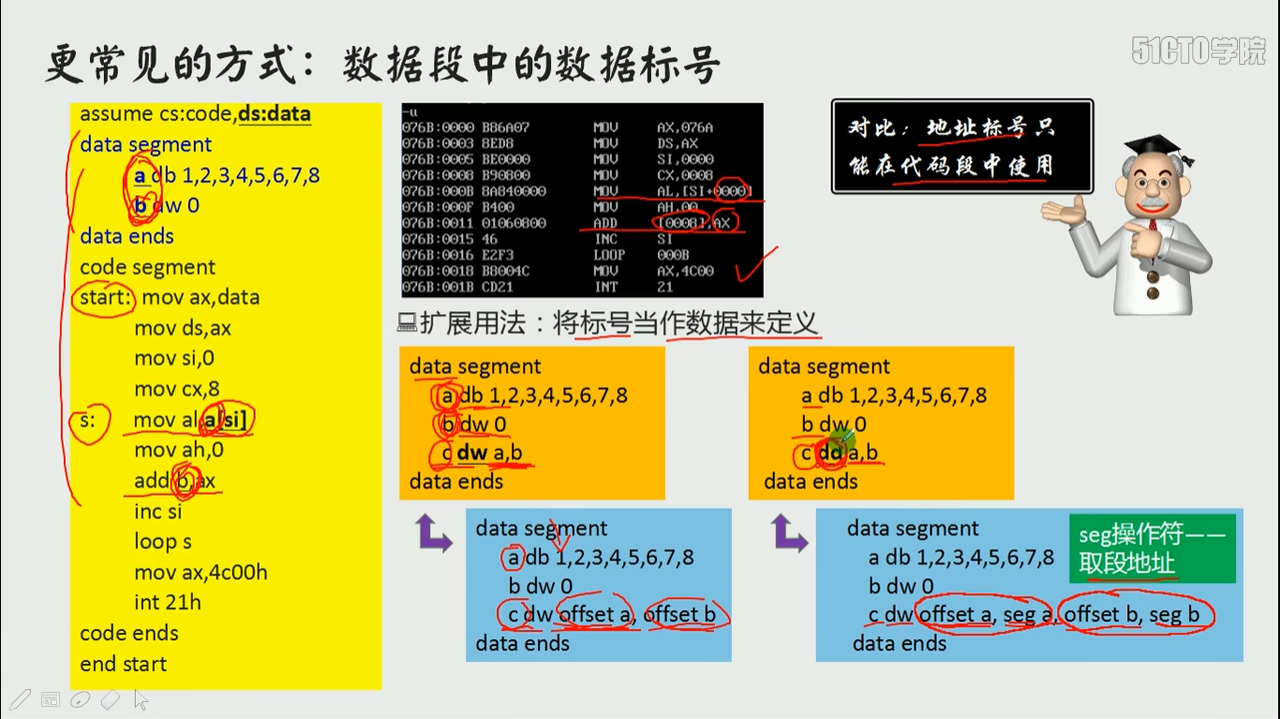 51CTO学院
更常见的方式：数据段中的数据标号
assume cs:code,ds:data
data segment
a db 1,2,3,4,5,6,7,8
b dw 0
data ends
code segment
start: mov ax,data
mov ds,ax
mov si,0
mov cx,8
s: mov al,a[si]
mov ah,0
add b,ax
inc si
loop s
mov ax,4c00h
int 21h
code ends
end start
-u
076B:0000 B86A07 MOV AX,076A
076B:0003 8ED8 MOV DS,AX
076B:0005 BE0000 MOV SI,0000
076B:0008 B90800 MOV CX,0008
076B:000B 8A840000 MOV AL,[SI+0000]
076B:000F B400 MOV AH,00
076B:0011 01060800 ADD [0008],AX
076B:0015 46 INC SI
076B:0016 E2F3 LOOP 000B
076B:0018 B8004C MOV AX,4C00
076B:001B CD21 INT 21
对比：地址标号只
能在代码段中使用
扩展用法：将标号当作数据来定义
data segment
a db 1,2,3,4,5,6,7,8
b dw 0
c dw a,b
data ends
data segment
a db 1,2,3,4,5,6,7,8
b dw 0
c dd a,b
data ends
data segment
a db 1,2,3,4,5,6,7,8
b dw 0
c dw offset a, offset b
data ends
data segment
a db 1,2,3,4,5,6,7,8
b dw 0
c dw offset a, seg a, offset b, seg b
data ends
seg操作符——
取段地址